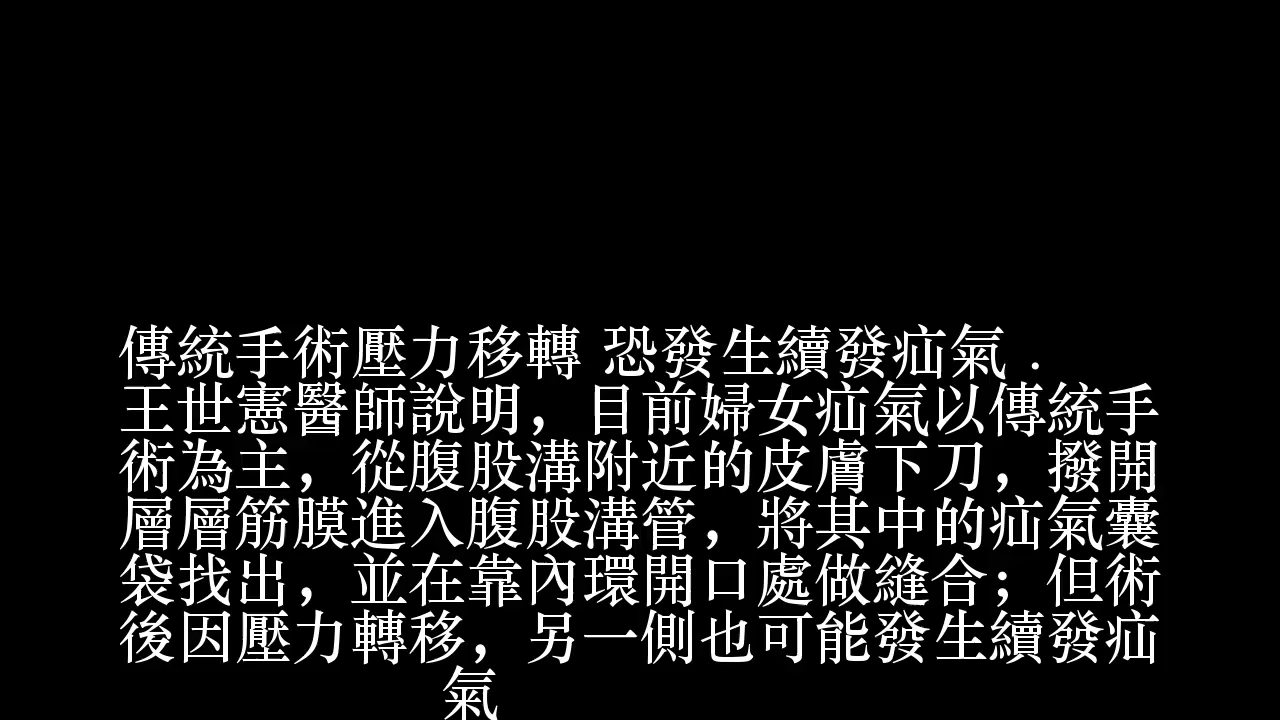 傳統手術壓力移轉 恐發生續發疝氣 .
王世憲醫師說明，目前婦女疝氣以傳統手
術為主，從腹股溝附近的皮膚下刀，撥開
層層筋膜進入腹股溝管，將其中的疝氣囊
袋找出，並在靠內環開口處做縫合；但術
後因壓力轉移，另一側也可能發生續發疝
氣